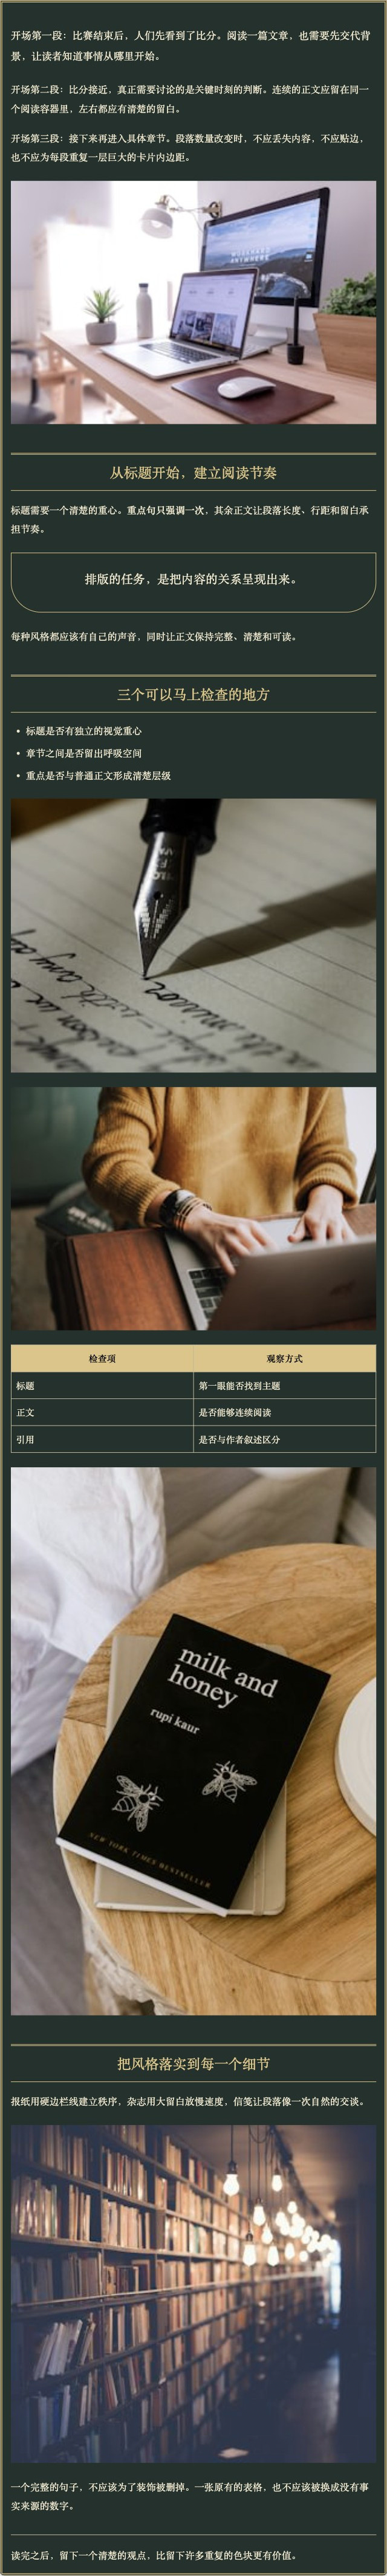 开场第一段：比赛结束后，人们先看到了比分。阅读一篇文章，也需要先交代背
景，让读者知道事情从哪里开始。
开场第二段：比分接近，真正需要讨论的是关键时刻的判断。连续的正文应留在同一
个阅读容器里，左右都应有清楚的留白。
开场第三段：接下来再进入具体章节。段落数量改变时，不应丢失内容，不应贴边，
也不应为每段重复一层巨大的卡片内边距。
从标题开始，建立阅读节奏
标题需要一个清楚的重心。重点句只强调一次，其余正文让段落长度、行距和留白承
担节奏。
排版的任务，是把内容的关系呈现出来。
每种风格都应该有自己的声音，同时让正文保持完整、清楚和可读。
三个可以马上检查的地方
• 标题是否有独立的视觉重心
• 章节之间是否留出呼吸空间
• 重点是否与普通正文形成清楚层级
检查项 观察方式
标题 第一眼能否找到主题
正文 是否能够连续阅读
引用 是否与作者叙述区分
milk and
honey
rupi kaur
NEW YORK TIMES BESTSELLER
把风格落实到每一个细节
报纸用硬边栏线建立秩序，杂志用大留白放慢速度，信笺让段落像一次自然的交谈。
一个完整的句子，不应该为了装饰被删掉。一张原有的表格，也不应该被换成没有事
实来源的数字。
读完之后，留下一个清楚的观点，比留下许多重复的色块更有价值。